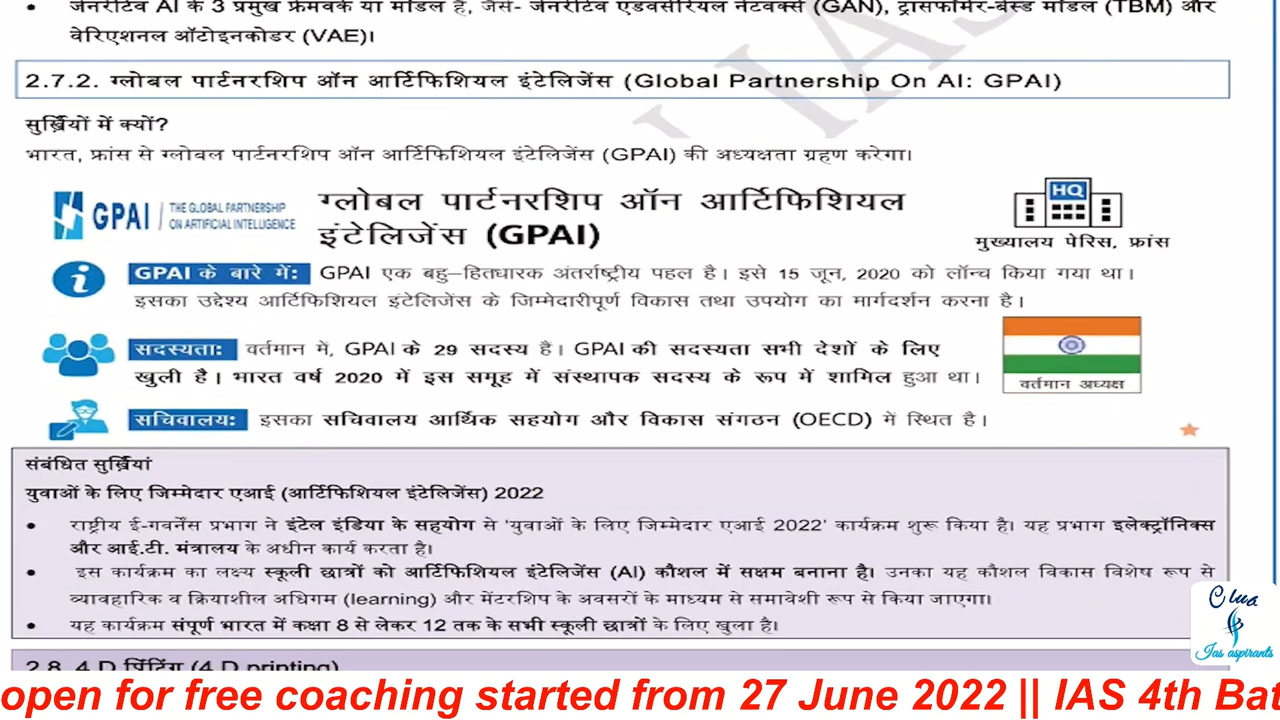 जेनरेटिव AI के 3 प्रमुख फ्रेमवर्क या मॉडल हैं, जैसे- जेनरेटिव एडवर्सेरियल नेटवर्क्स (GAN), ट्रांसफॉर्मर-बेस्ड मॉडल (TBM) और
वेरिएशनल ऑटोइनकोडर (VAE)।
2.7.2. ग्लोबल पार्टनरशिप ऑन आर्टिफिशियल इंटेलिजेंस (Global Partnership On AI: GPAI)
सुर्ख़ियों में क्यों?
भारत, फ्रांस से ग्लोबल पार्टनरशिप ऑन आर्टिफिशियल इंटेलिजेंस (GPAI) की अध्यक्षता ग्रहण करेगा।
GPAI
THE GLOBAL PARTNERSHIP
ON ARTIFICIAL INTELLIGENCE
ग्लोबल पार्टनरशिप ऑन आर्टिफिशियल
इंटेलिजेंस (GPAI)
HQ
मुख्यालय पेरिस, फ्रांस
GPAI के बारे में: GPAI एक बहु–हितधारक अंतर्राष्ट्रीय पहल है। इसे 15 जून, 2020 को लॉन्च किया गया था।
इसका उद्देश्य आर्टिफिशियल इंटेलिजेंस के जिम्मेदारीपूर्ण विकास तथा उपयोग का मार्गदर्शन करना है।
सदस्यता: वर्तमान में, GPAI के 29 सदस्य हैं। GPAI की सदस्यता सभी देशों के लिए
खुली है। भारत वर्ष 2020 में इस समूह में संस्थापक सदस्य के रूप में शामिल हुआ था।
वर्तमान अध्यक्ष
सचिवालय: इसका सचिवालय आर्थिक सहयोग और विकास संगठन (OECD) में स्थित है।
संबंधित सुर्ख़ियां
युवाओं के लिए जिम्मेदार एआई (आर्टिफिशियल इंटेलिजेंस) 2022
राष्ट्रीय ई-गवर्नेंस प्रभाग ने इंटेल इंडिया के सहयोग से 'युवाओं के लिए जिम्मेदार एआई 2022' कार्यक्रम शुरू किया है। यह प्रभाग इलेक्ट्रॉनिक्स
और आई.टी. मंत्रालय के अधीन कार्य करता है।
इस कार्यक्रम का लक्ष्य स्कूली छात्रों को आर्टिफिशियल इंटेलिजेंस (AI) कौशल में सक्षम बनाना है। उनका यह कौशल विकास विशेष रूप से
व्यावहारिक व क्रियाशील अधिगम (learning) और मेंटरशिप के अवसरों के माध्यम से समावेशी रूप से किया जाएगा।
यह कार्यक्रम संपूर्ण भारत में कक्षा 8 से लेकर 12 तक के सभी स्कूली छात्रों के लिए खुला है।
2.8. 4 D प्रिंटिंग (4 D printing)
Ias aspirants
open for free coaching started from 27 June 2022 || IAS 4th Bat